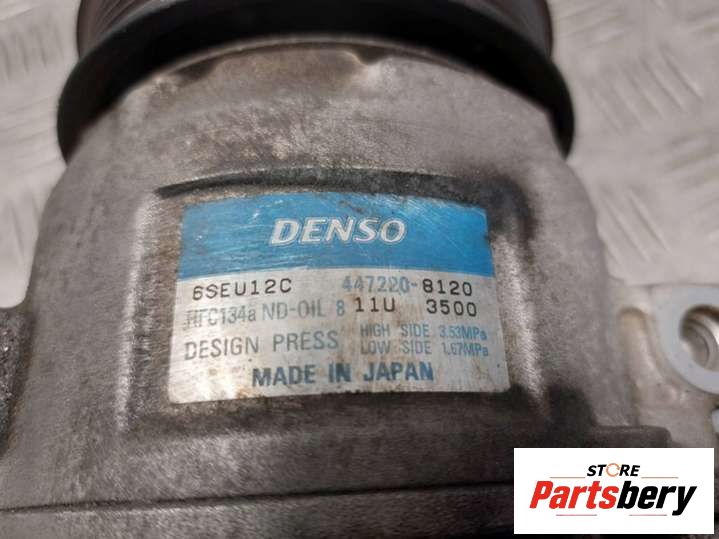 DENSO
6SEU12C 447220-8120
HFC134a ND-OIL 8 11U 3500
DESIGN PRESS HIGH SIDE 3.53MPa
LOW SIDE 1.67MPa
MADE IN JAPAN
STORE
Partsbery